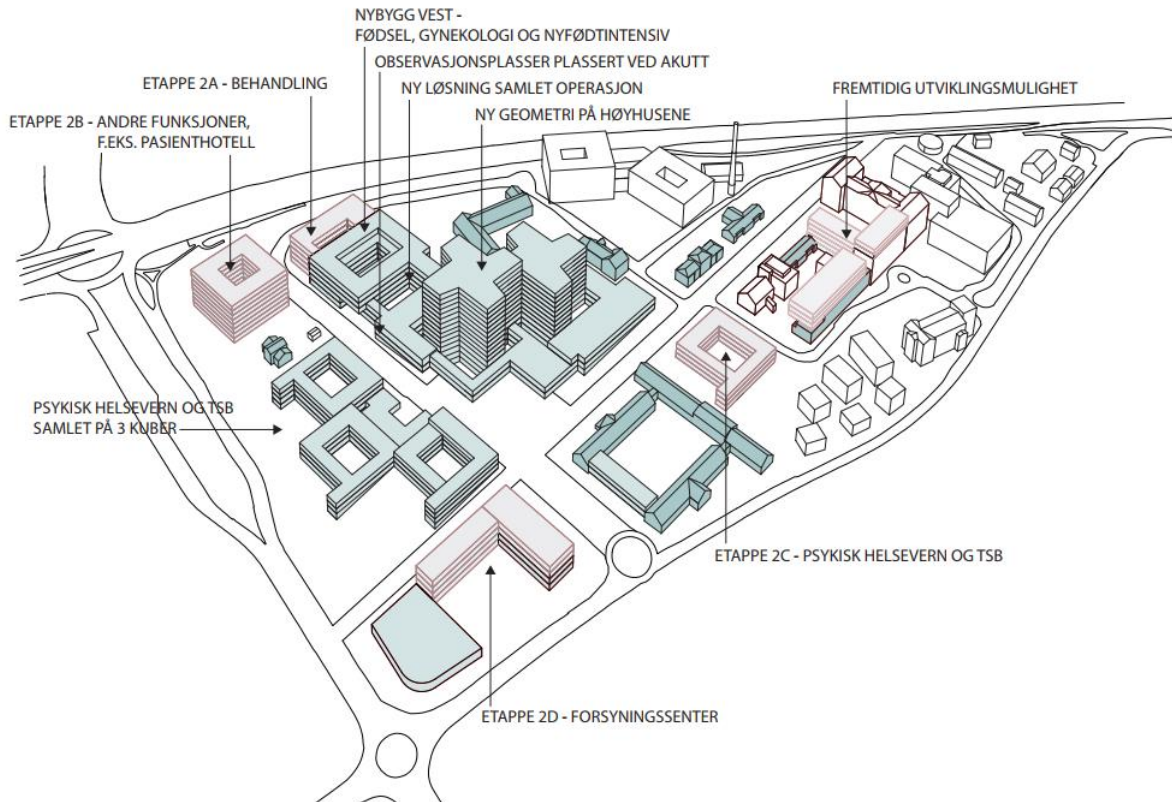 NYBYGG VEST -
FØDSEL, GYNEKOLOGI OG NYFØDTINTENSIV
OBSERVASJONSPLASSER PLASSERT VED AKUTT
ETAPPE 2A - BEHANDLING
NY LØSNING SAMLET OPERASJON
FREMTIDIG UTVIKLINGSMULIGHET
NY GEOMETRI PÅ HØYHUSENE
ETAPPE 2B - ANDRE FUNKSJONER,
F.EKS. PASIENTHOTELL
PSYKISK HELSEVERN OG TSB
SAMLET PÅ 3 KUBER
ETAPPE 2C - PSYKISK HELSEVERN OG TSB
ETAPPE 2D - FORSYNINGSSENTER